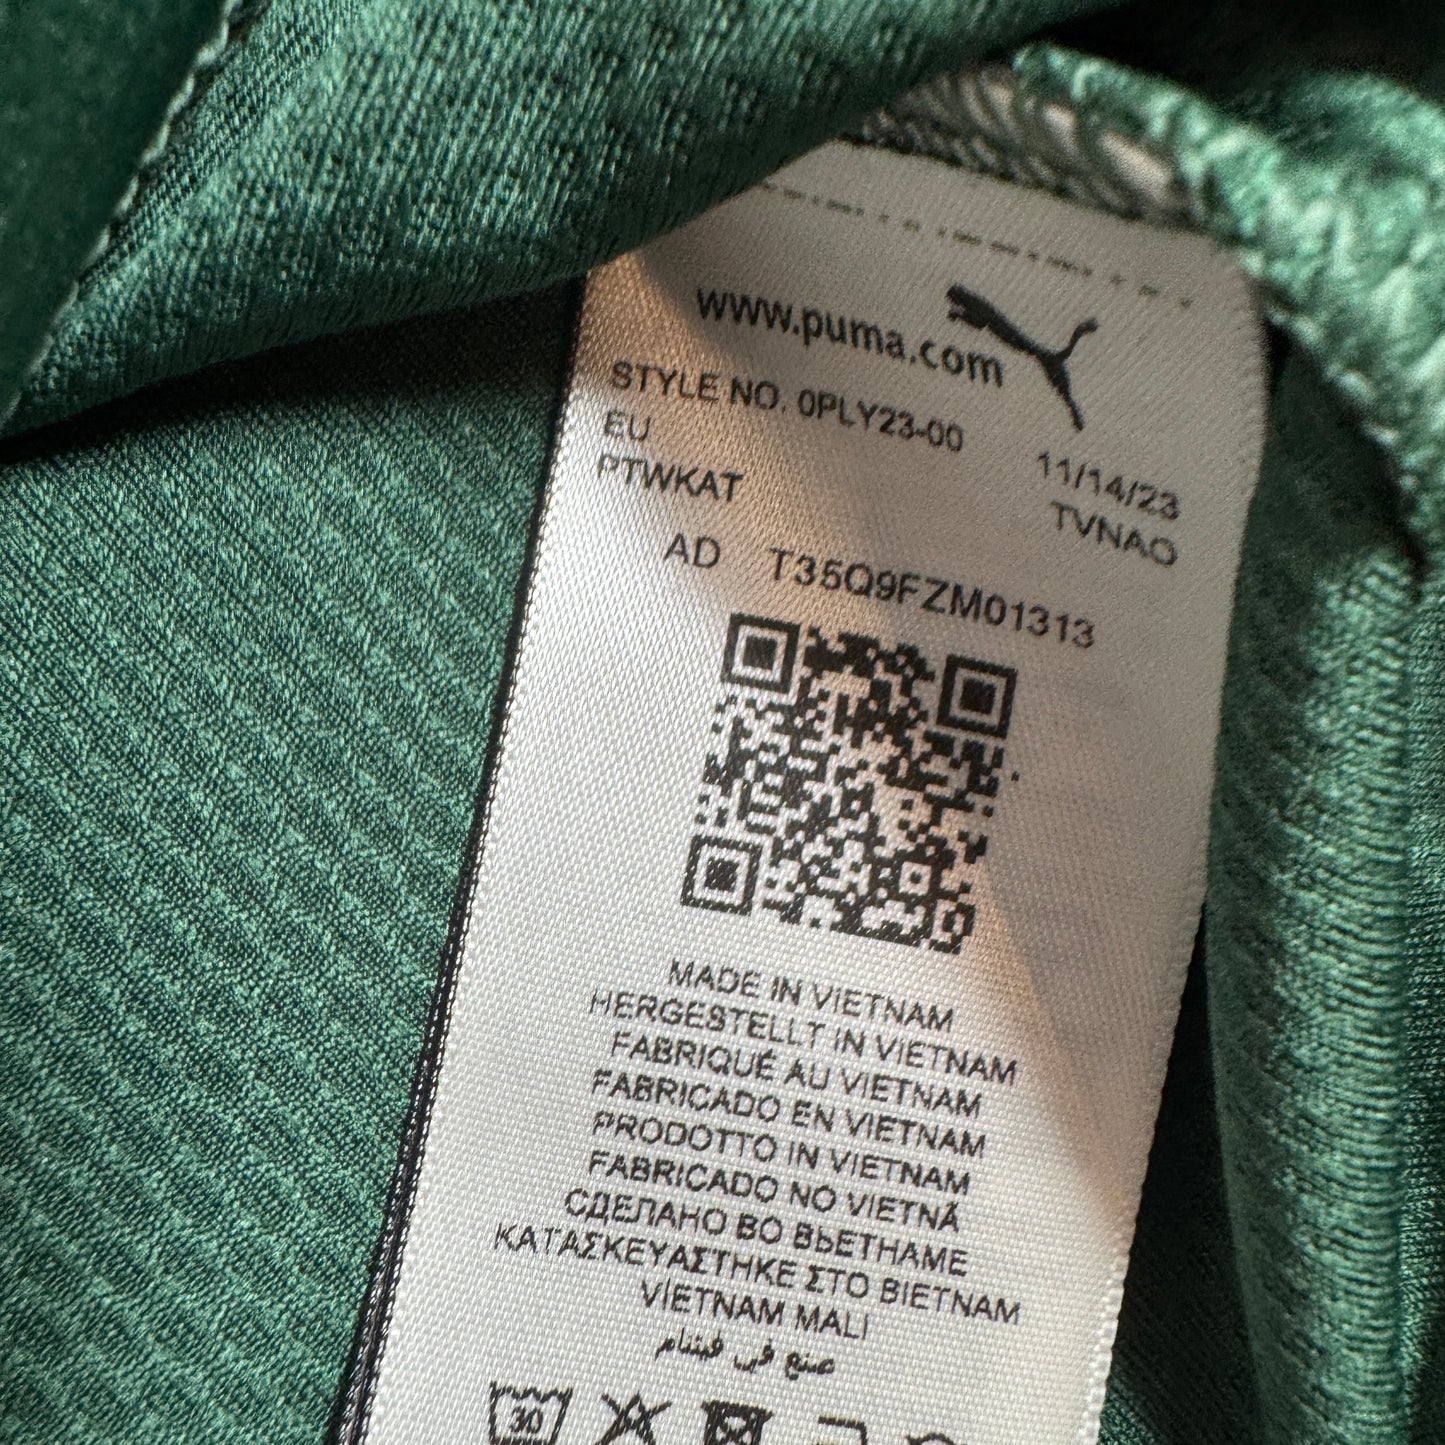 www.puma.com
STYLE NO. 0PLY23-00
EU 11/14/23
PTWKAT TVNAO
AD T35Q9FZM01313
MADE IN VIETNAM
HERGESTELLT IN VIETNAM
FABRIQUÉ AU VIETNAM
FABRICADO EN VIETNAM
PRODOTTO IN VIETNAM
FABRICADO NO VIETNÃ
СДЕЛАНО ВО ВЬЕТНАМЕ
ΚΑΤΑΣΚΕΥΑΣΤΗΚΕ ΣΤΟ ΒΙΕΤΝΑΜ
VIETNAM MALI
صنع في فيتنام
30